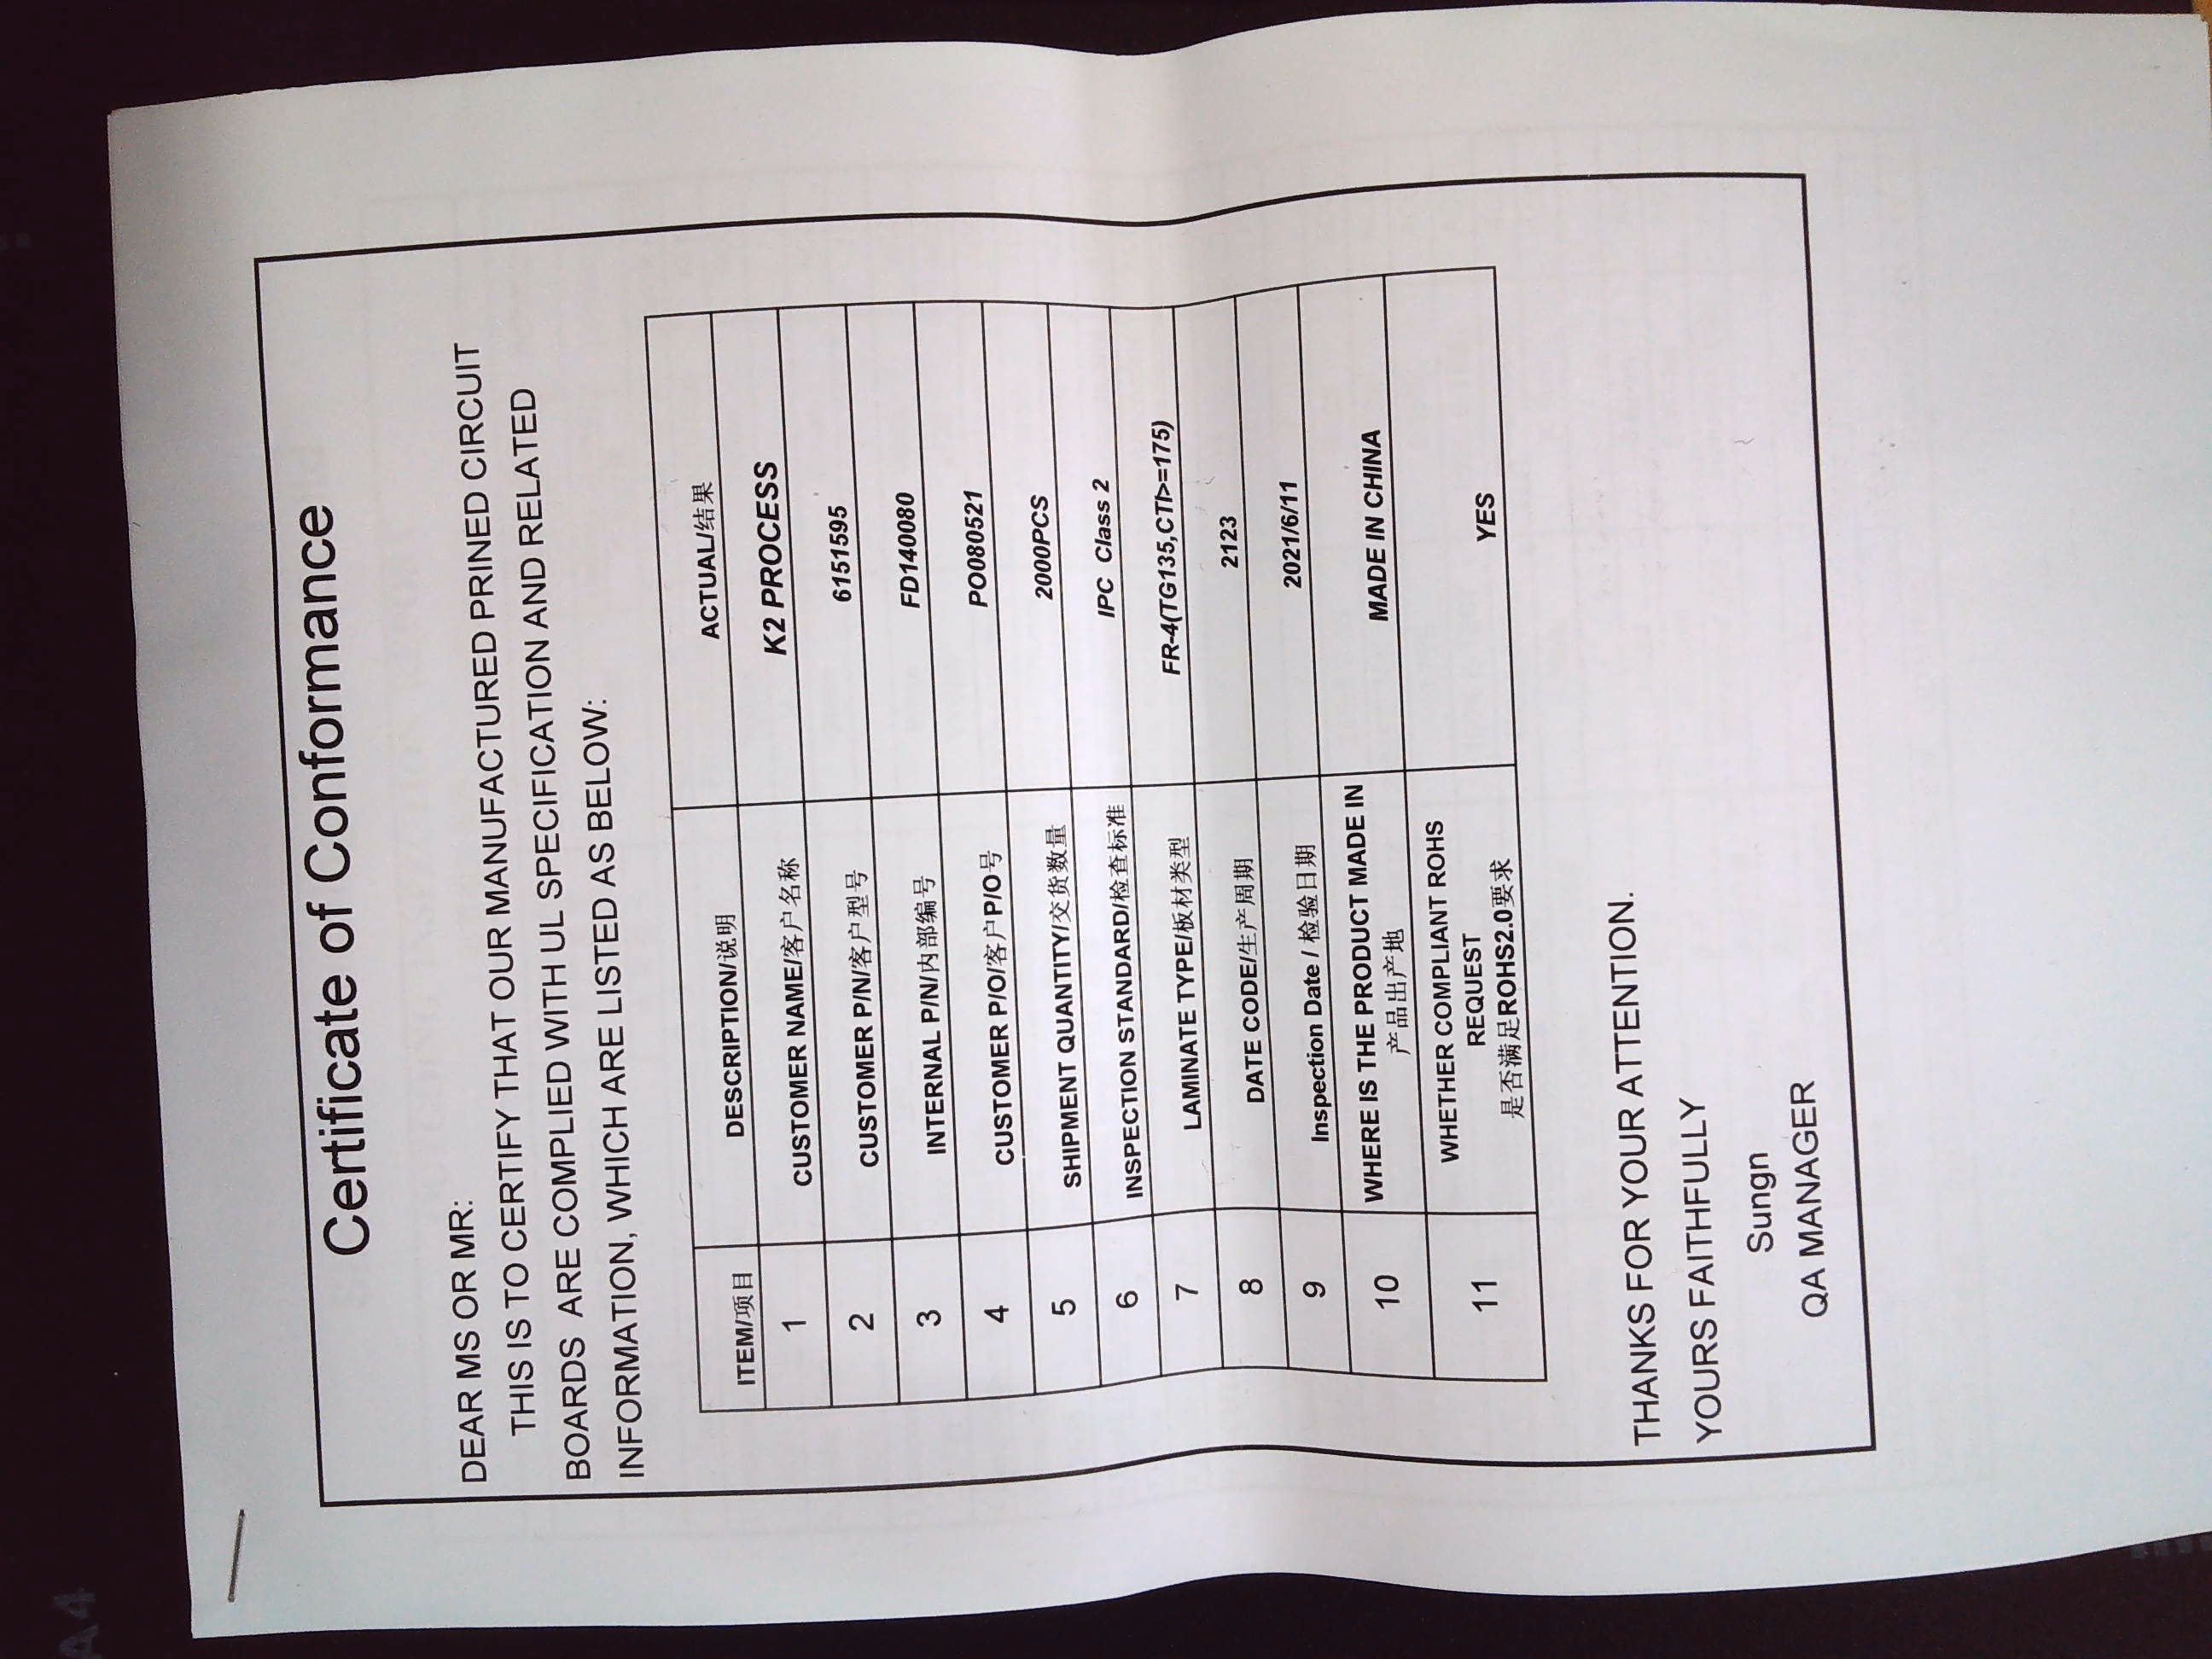 Certificate of Conformance
DEAR MS OR MR:
THIS IS TO CERTIFY THAT OUR MANUFACTURED PRINED CIRCUIT
BOARDS ARE COMPLIED WITH UL SPECIFICATION AND RELATED
INFORMATION, WHICH ARE LISTED AS BELOW:
ITEM/项目 DESCRIPTION/说明 ACTUAL/结果
1 CUSTOMER NAME/客户名称 K2 PROCESS
2 CUSTOMER P/N/客户型号 6151595
3 INTERNAL P/N/内部编号 FD140080
4 CUSTOMER P/O/客户P/O号 PO080521
5 SHIPMENT QUANTITY/交货数量 2000PCS
6 INSPECTION STANDARD/检查标准 IPC Class 2
7 LAMINATE TYPE/板材类型 FR-4(TG135,CTI>=175)
8 DATE CODE/生产周期 2123
9 Inspection Date / 检验日期 2021/6/11
10 WHERE IS THE PRODUCT MADE IN MADE IN CHINA
产品出产地
11 WHETHER COMPLIANT ROHS YES
REQUEST
是否满足ROHS2.0要求
THANKS FOR YOUR ATTENTION.
YOURS FAITHFULLY
Sungn
QA MANAGER
A4